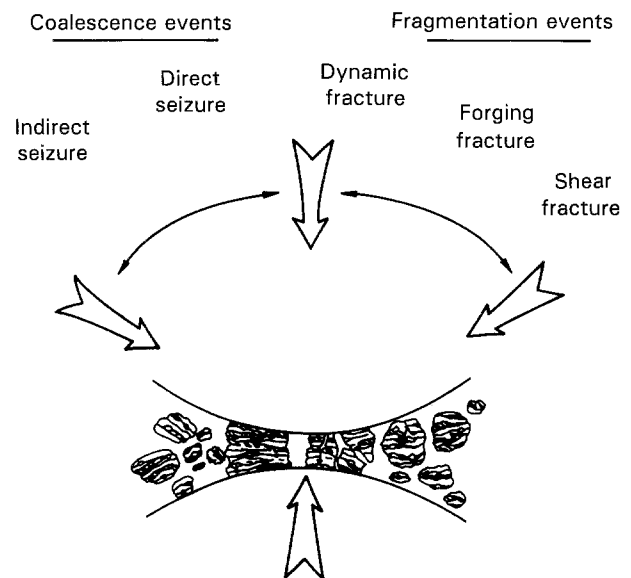 Coalescence events
Fragmentation events
Direct
seizure
Dynamic
fracture
Indirect
seizure
Forging
fracture
Shear
fracture